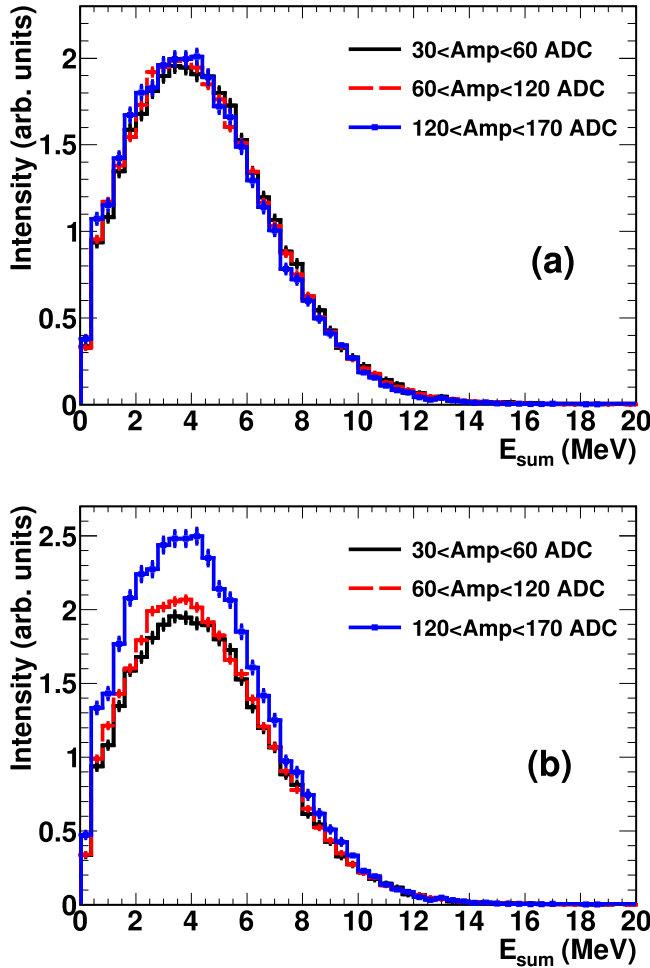 Intensity (arb. units)
2
1.5
1
0.5
0
30<Amp<60 ADC
60<Amp<120 ADC
120<Amp<170 ADC
(a)
0 2 4 6 8 10 12 14 16 18 20
E_sum (MeV)
Intensity (arb. units)
2.5
2
1.5
1
0.5
0
30<Amp<60 ADC
60<Amp<120 ADC
120<Amp<170 ADC
(b)
0 2 4 6 8 10 12 14 16 18 20
E_sum (MeV)